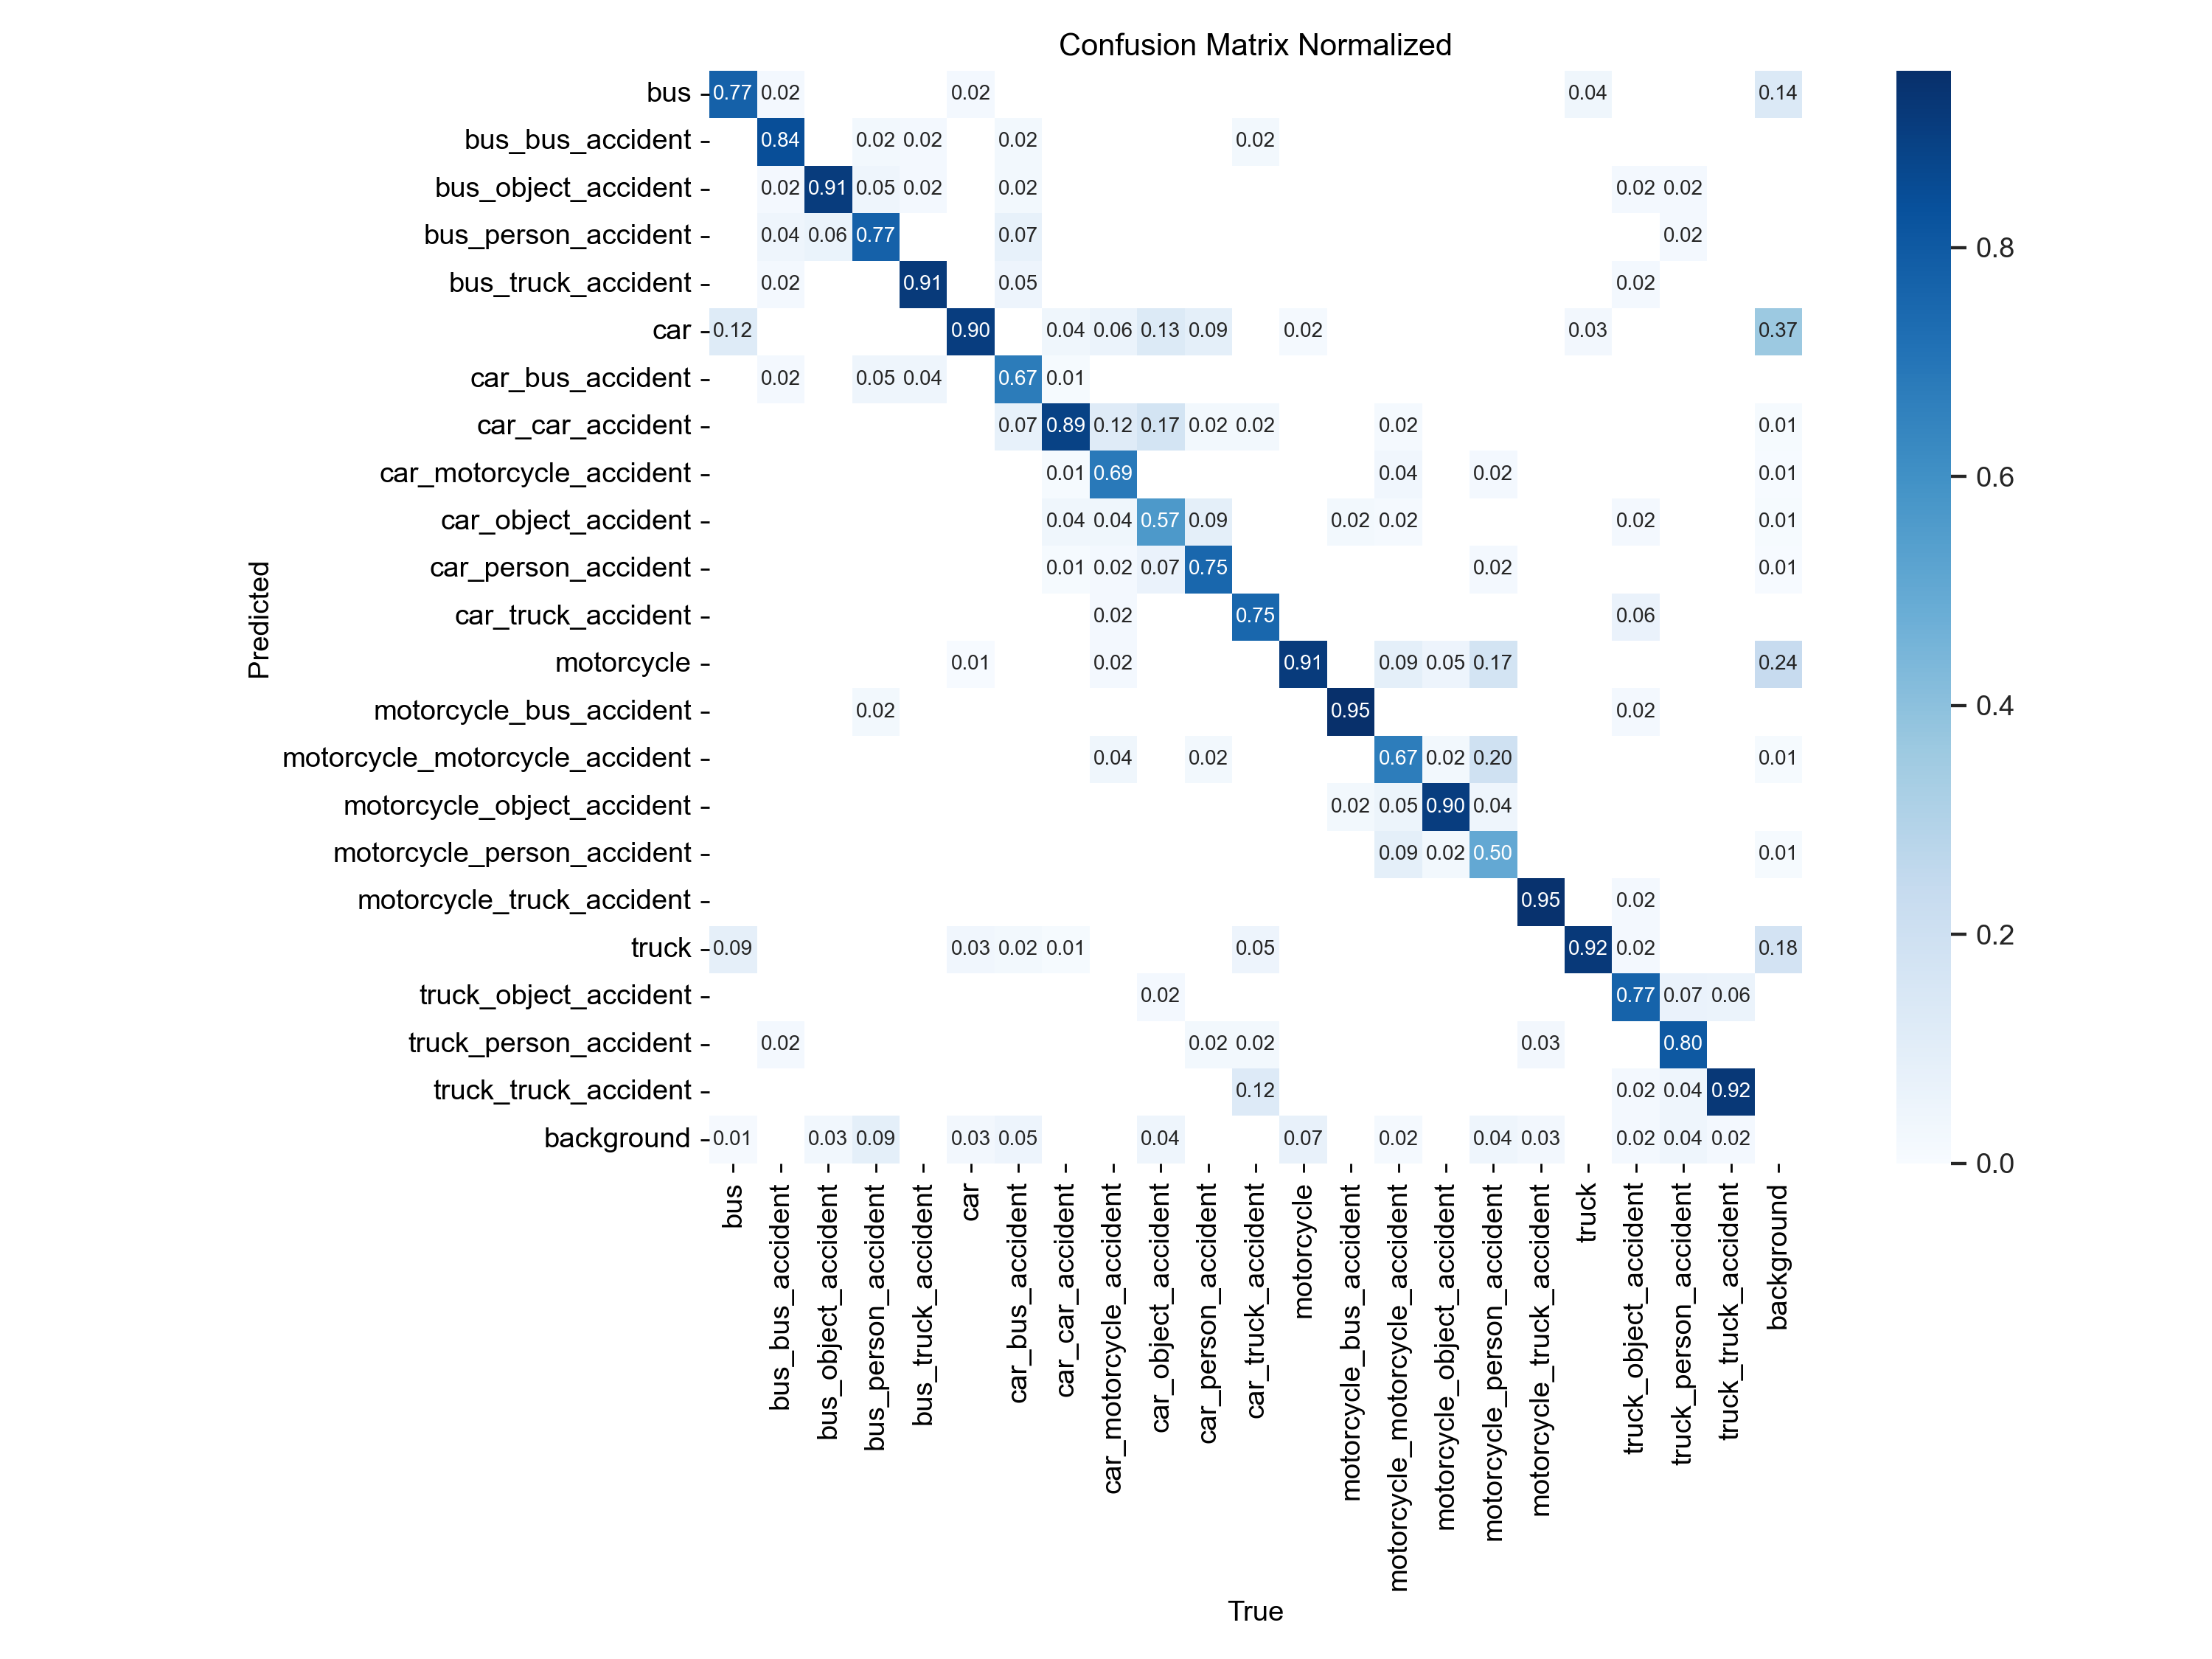 Confusion Matrix Normalized
bus 0.77 0.02 0.02 0.04 0.14
bus_bus_accident 0.84 0.02 0.02 0.02 0.02
bus_object_accident 0.02 0.91 0.05 0.02 0.02 0.02 0.02
bus_person_accident 0.04 0.06 0.77 0.07 0.02
bus_truck_accident 0.02 0.91 0.05 0.02
car 0.12 0.90 0.04 0.06 0.13 0.09 0.02 0.03 0.37
car_bus_accident 0.02 0.05 0.04 0.67 0.01
car_car_accident 0.07 0.89 0.12 0.17 0.02 0.02 0.02 0.01
car_motorcycle_accident 0.01 0.69 0.04 0.02 0.01
car_object_accident 0.04 0.04 0.57 0.09 0.02 0.02 0.02 0.01
car_person_accident 0.01 0.02 0.07 0.75 0.02 0.01
car_truck_accident 0.02 0.75 0.06
motorcycle 0.01 0.02 0.91 0.09 0.05 0.17 0.24
motorcycle_bus_accident 0.02 0.95 0.02
motorcycle_motorcycle_accident 0.04 0.02 0.67 0.02 0.20 0.01
motorcycle_object_accident 0.02 0.05 0.90 0.04
motorcycle_person_accident 0.09 0.02 0.50 0.01
motorcycle_truck_accident 0.95 0.02
truck 0.09 0.03 0.02 0.01 0.05 0.92 0.02 0.18
truck_object_accident 0.02 0.77 0.07 0.06
truck_person_accident 0.02 0.02 0.02 0.03 0.80
truck_truck_accident 0.12 0.02 0.04 0.92
background 0.01 0.03 0.09 0.03 0.05 0.04 0.07 0.02 0.04 0.03 0.02 0.04 0.02
Predicted
bus
bus_bus_accident
bus_object_accident
bus_person_accident
bus_truck_accident
car
car_bus_accident
car_car_accident
car_motorcycle_accident
car_object_accident
car_person_accident
car_truck_accident
motorcycle
motorcycle_bus_accident
motorcycle_motorcycle_accident
motorcycle_object_accident
motorcycle_person_accident
motorcycle_truck_accident
truck
truck_object_accident
truck_person_accident
truck_truck_accident
background
True
0.8
0.6
0.4
0.2
0.0